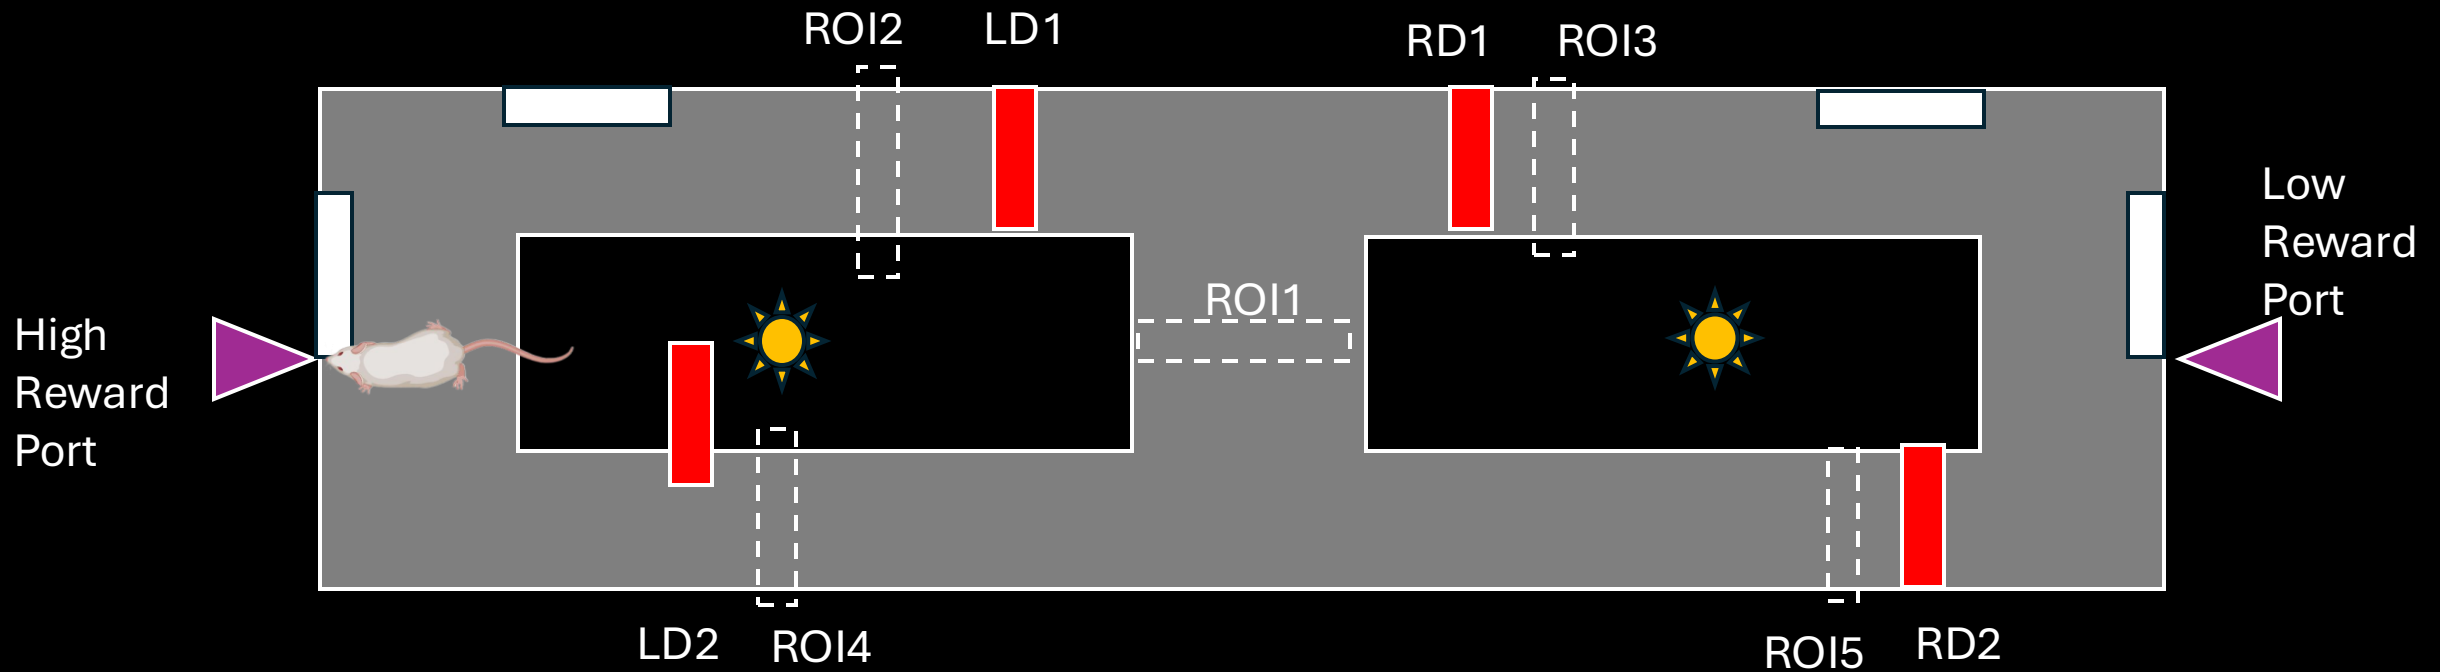 ROI2
LD1
RD1
ROI3
Low
Reward
Port
ROI1
High
Reward
Port
LD2
ROI4
ROI5
RD2